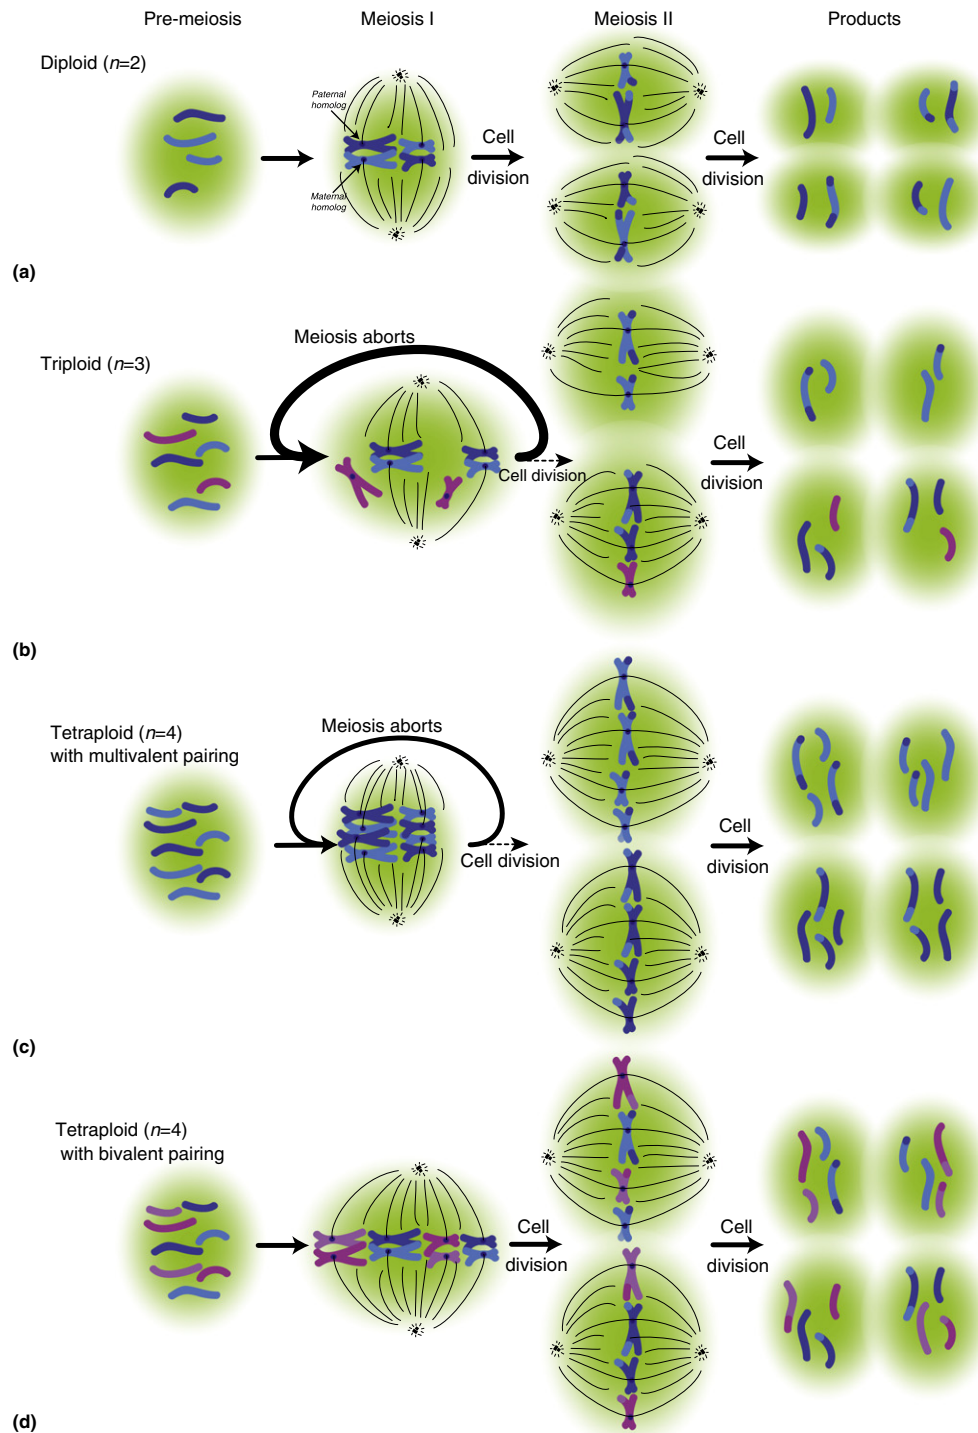 Pre-meiosis
Meiosis I
Meiosis II
Products
Diploid (n=2)
Paternal
homolog
Maternal
homolog
Cell
division
Cell
division
(a)
Triploid (n=3)
Meiosis aborts
Cell division
Cell
division
(b)
Tetraploid (n=4)
with multivalent pairing
Meiosis aborts
Cell division
Cell
division
(c)
Tetraploid (n=4)
with bivalent pairing
Cell
division
Cell
division
(d)